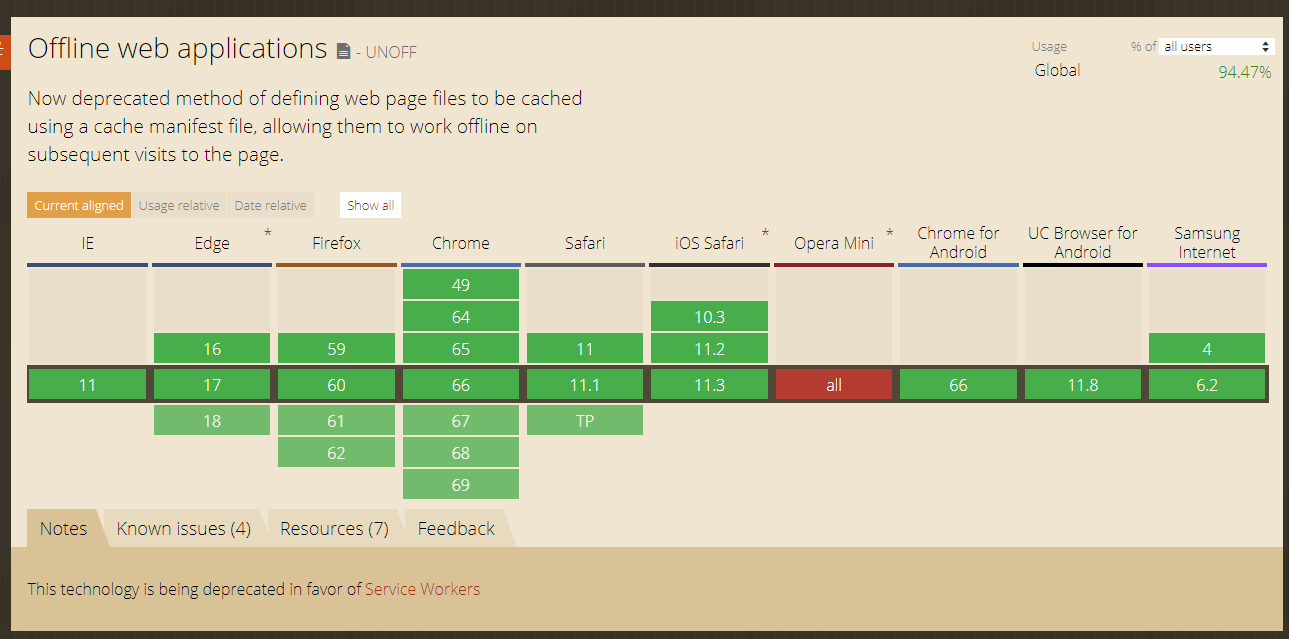 Offline web applications - UNOFF
Usage % of all users
Global 94.47%
Now deprecated method of defining web page files to be cached
using a cache manifest file, allowing them to work offline on
subsequent visits to the page.
Current aligned Usage relative Date relative Show all
IE Edge * Firefox Chrome Safari iOS Safari * Opera Mini * Chrome for Android UC Browser for Android Samsung Internet
49
64 10.3
16 59 65 11 11.2 4
11 17 60 66 11.1 11.3 all 66 11.8 6.2
18 61 67 TP
62 68
69
Notes Known issues (4) Resources (7) Feedback
This technology is being deprecated in favor of Service Workers